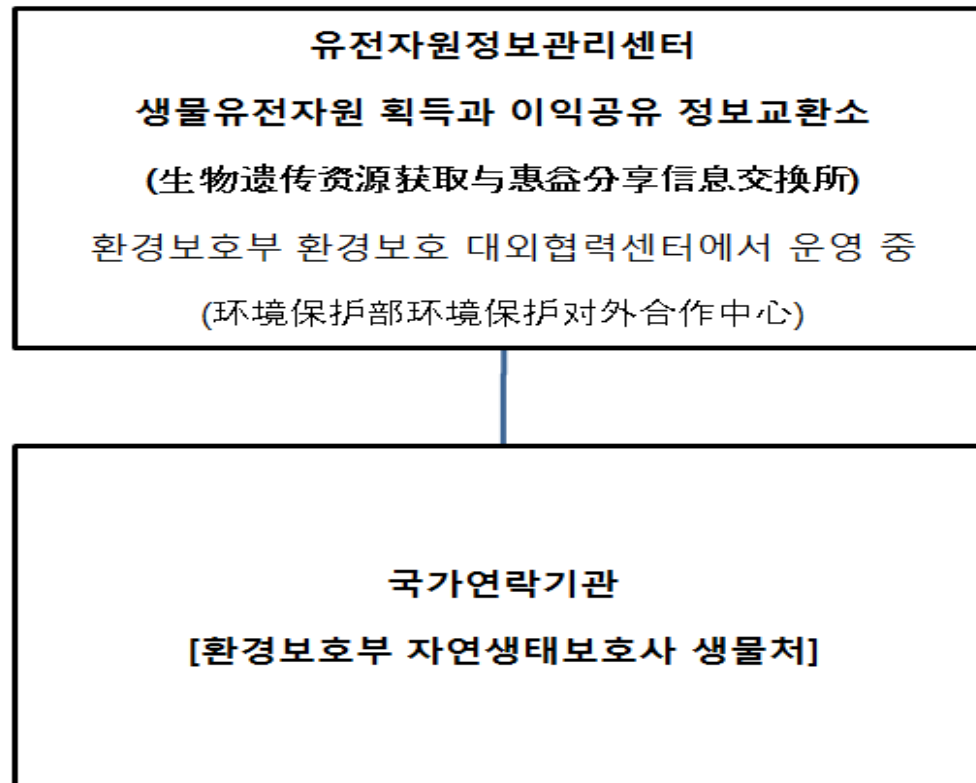 유전자원정보관리센터
생물유전자원 획득과 이익공유 정보교환소
(生物遗传资源获取与惠益分享信息交换所)
환경보호부 환경보호 대외협력센터에서 운영 중
(环境保护部环境保护对外合作中心)
국가연락기관
[환경보호부 자연생태보호사 생물처]